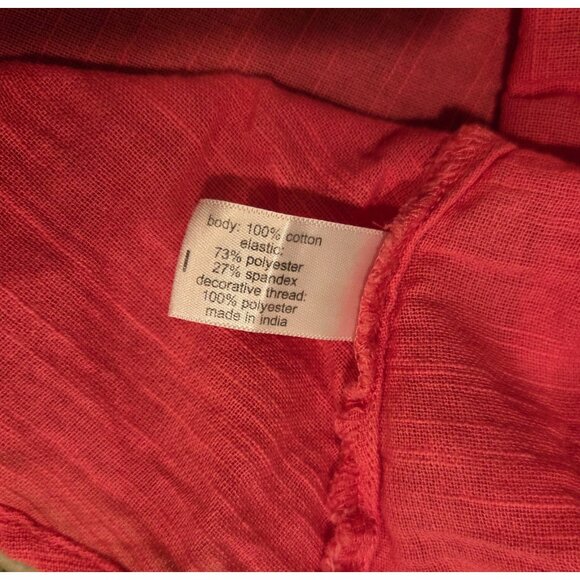 body: 100% cotton
elastic:
73% polyester
27% spandex
decorative thread:
100% polyester
made in india